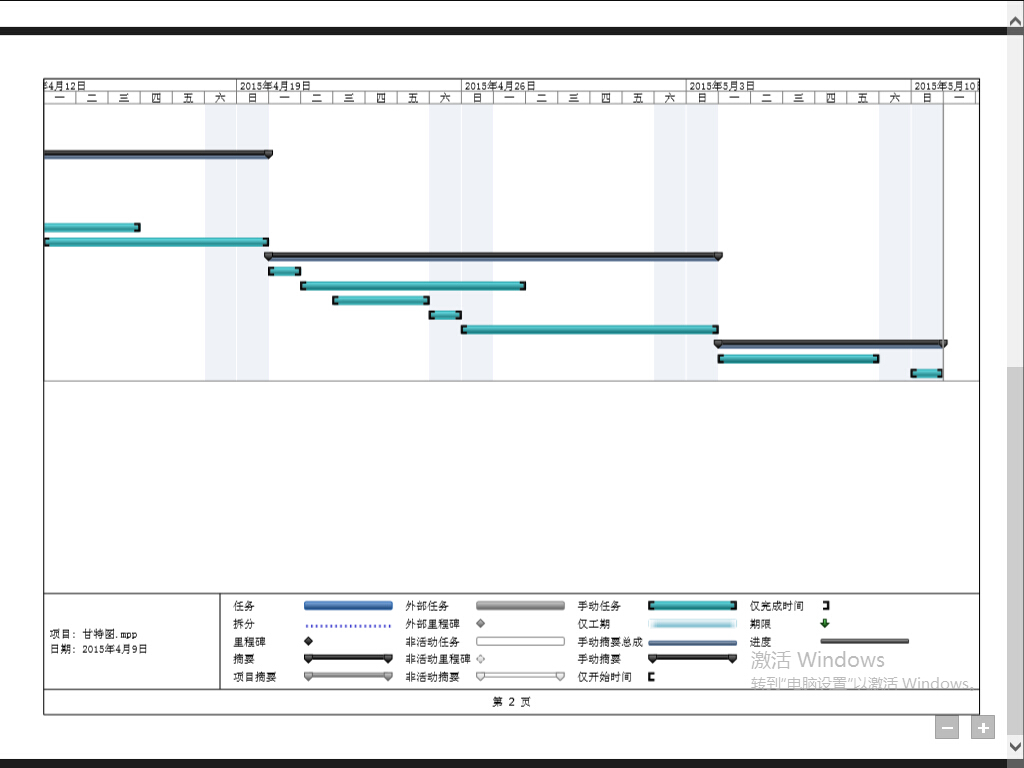 年4月12日 2015年4月19日 2015年4月26日 2015年5月3日 2015年5月10日
一 二 三 四 五 六 日 一 二 三 四 五 六 日 一 二 三 四 五 六 日 一 二 三 四 五 六 日 一
任务 外部任务 手动任务 仅完成时间
拆分 外部里程碑 仅工期 期限
里程碑 非活动任务 手动摘要总成 进度
摘要 非活动里程碑 手动摘要
项目摘要 非活动摘要 仅开始时间
项目: 甘特图.mpp
日期: 2015年4月9日
激活 Windows
转到“电脑设置”以激活 Windows。
第 2 页